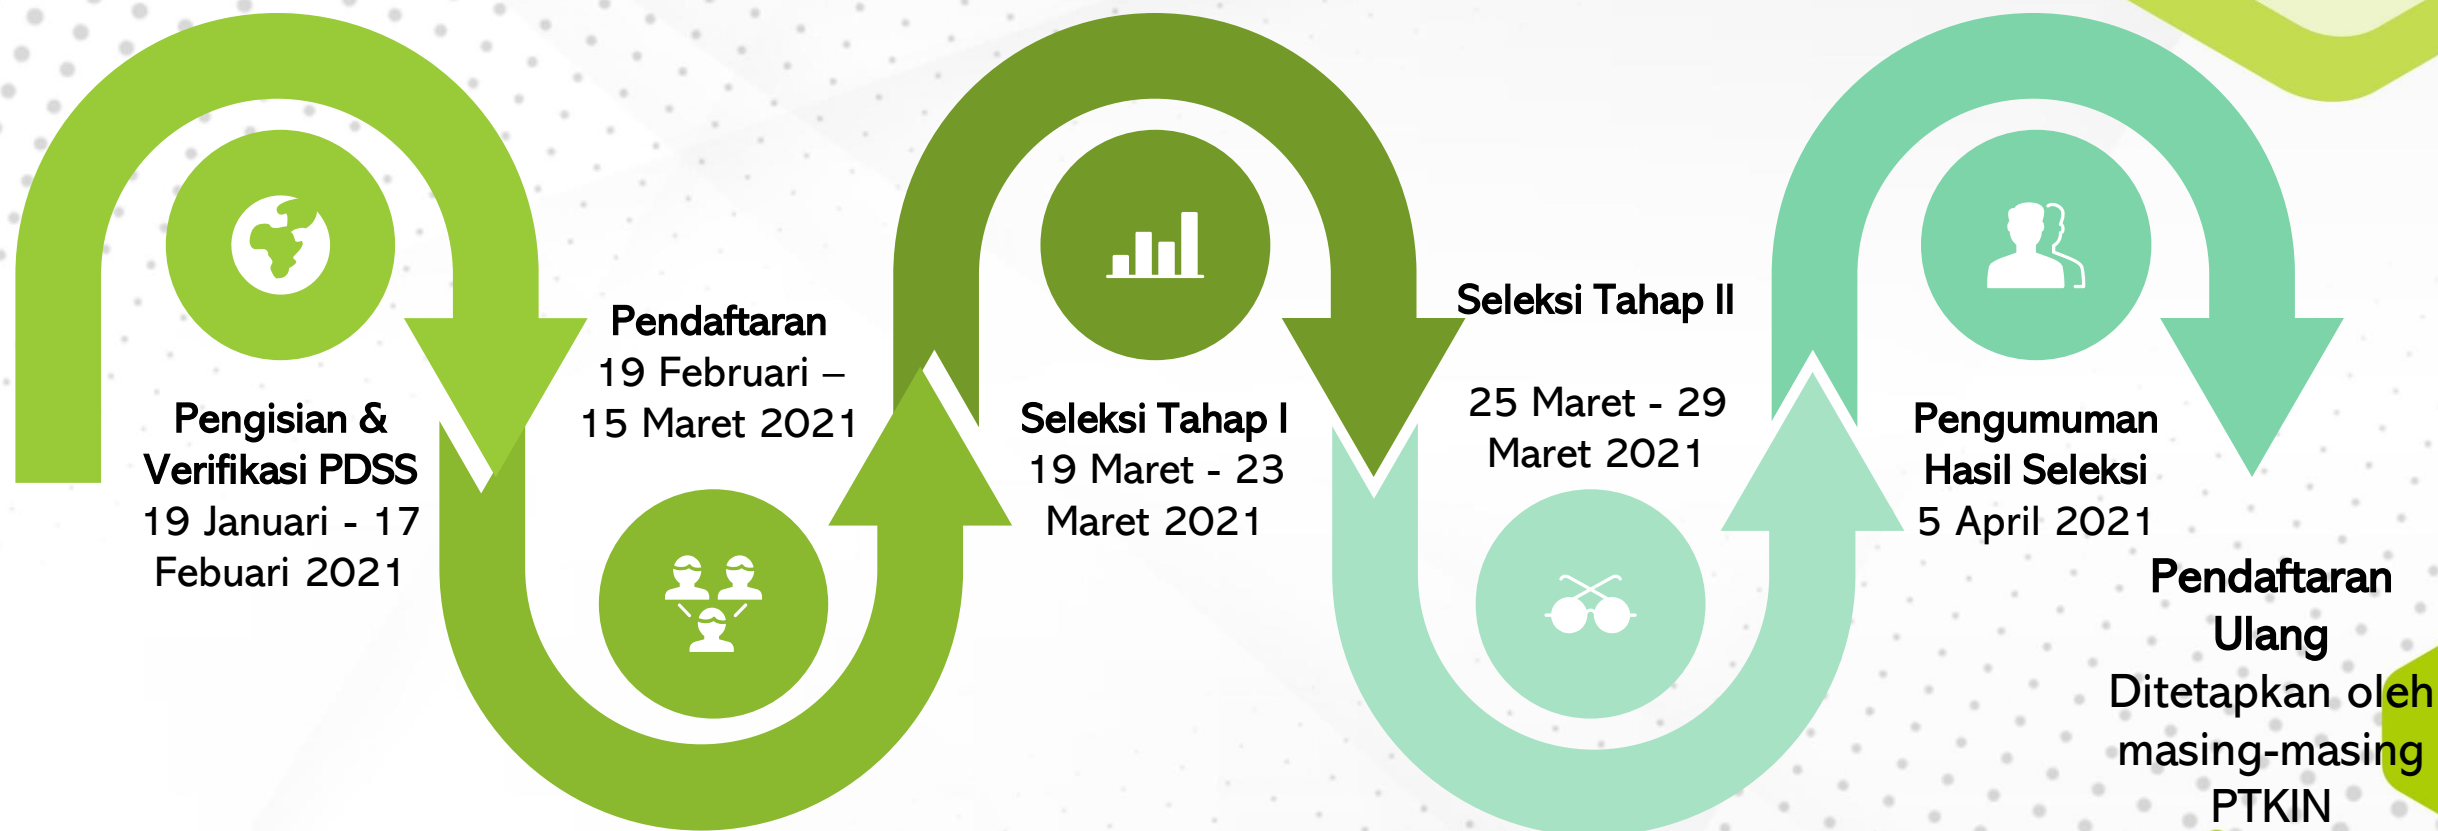 Pengisian &
Verifikasi PDSS
19 Januari - 17
Febuari 2021
Pendaftaran
19 Februari –
15 Maret 2021
Seleksi Tahap I
19 Maret - 23
Maret 2021
Seleksi Tahap II
25 Maret - 29
Maret 2021
Pengumuman
Hasil Seleksi
5 April 2021
Pendaftaran
Ulang
Ditetapkan oleh
masing-masing
PTKIN